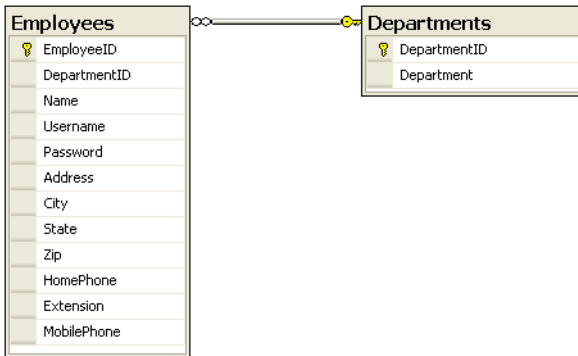 Employees
EmployeeID
DepartmentID
Name
Username
Password
Address
City
State
Zip
HomePhone
Extension
MobilePhone
Departments
DepartmentID
Department